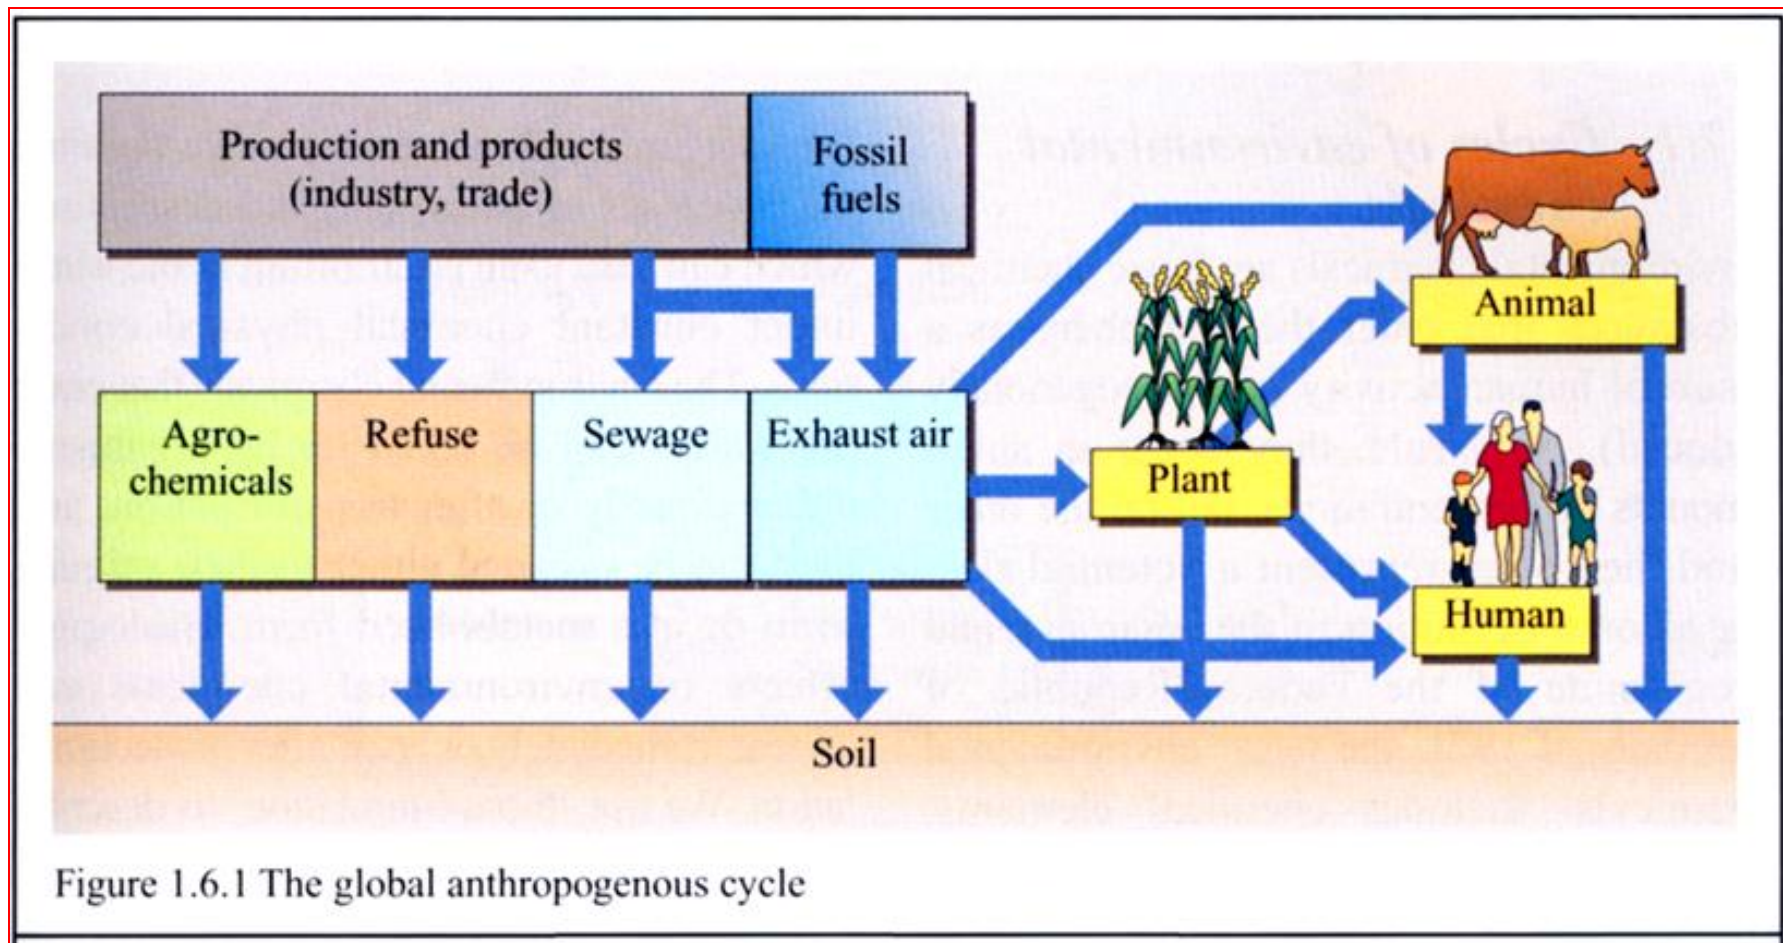 Production and products
(industry, trade)
Fossil
fuels
Agro-
chemicals
Refuse
Sewage
Exhaust air
Plant
Animal
Human
Soil
Figure 1.6.1 The global anthropogenous cycle